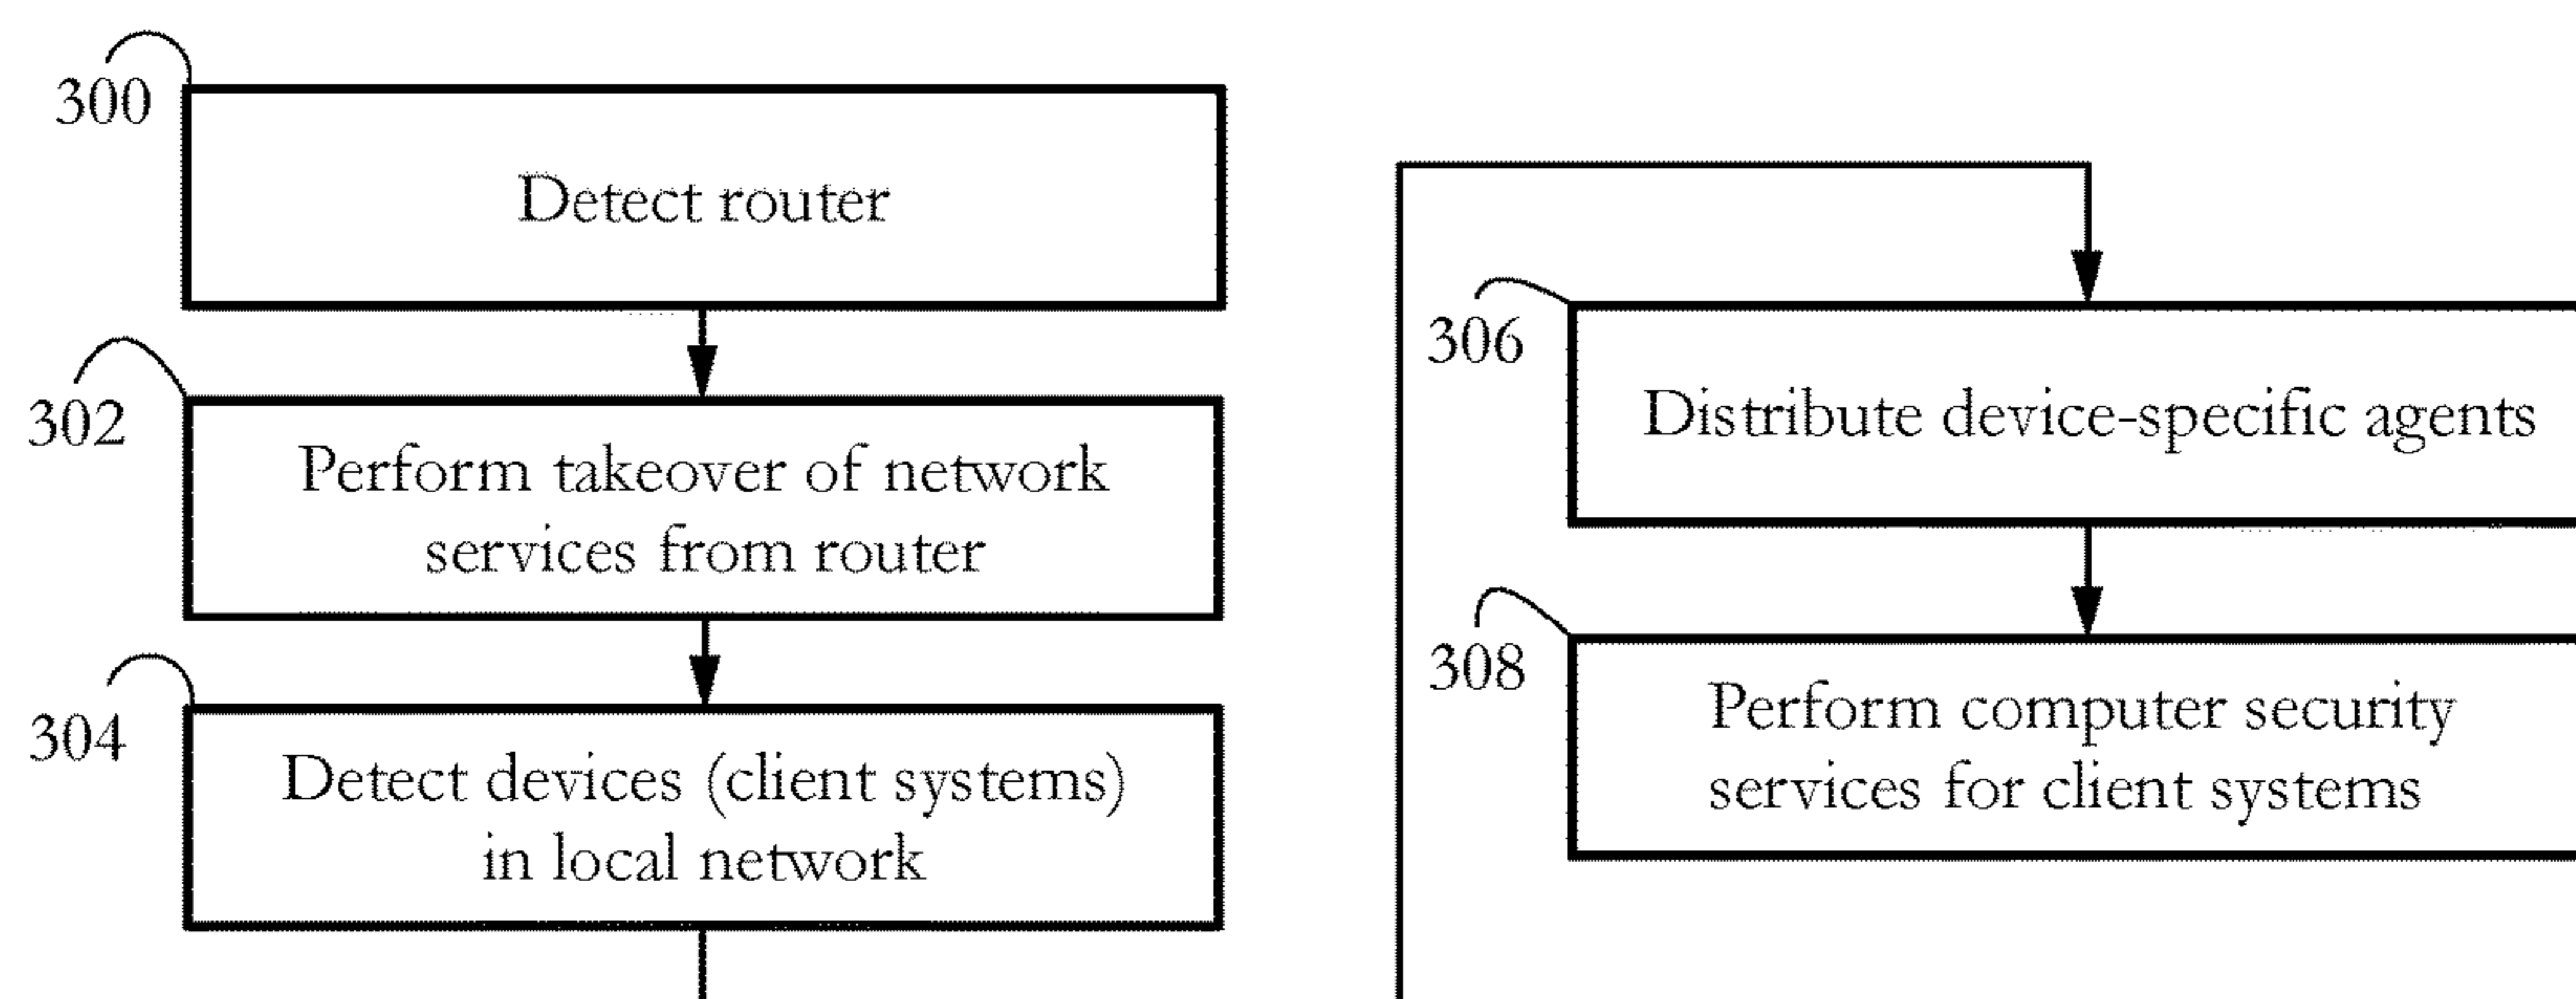 300
Detect router
302
Perform takeover of network
services from router
304
Detect devices (client systems)
in local network
306
Distribute device-specific agents
308
Perform computer security
services for client systems